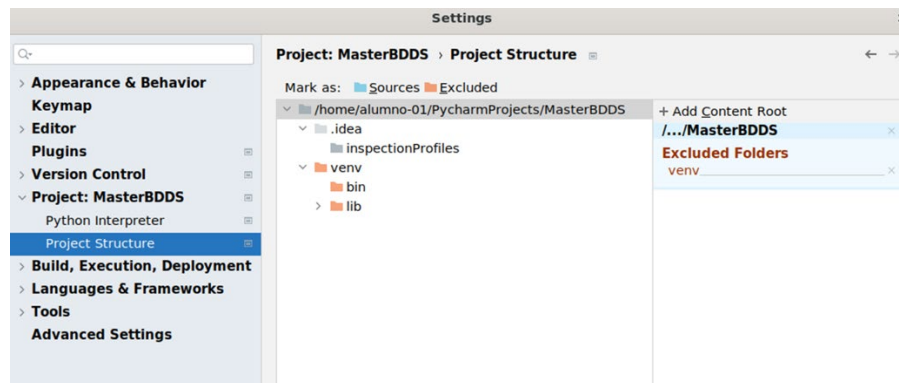 Settings
Appearance & Behavior
Keymap
Editor
Plugins
Version Control
Project: MasterBDDS
Python Interpreter
Project Structure
Build, Execution, Deployment
Languages & Frameworks
Tools
Advanced Settings
Project: MasterBDDS › Project Structure
Mark as: Sources Excluded
/home/alumno-01/PycharmProjects/MasterBDDS
.idea
inspectionProfiles
venv
bin
lib
+ Add Content Root
/.../MasterBDDS
Excluded Folders
venv